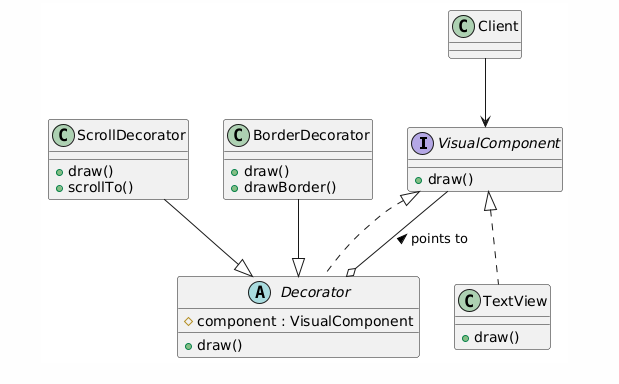 C Client
C ScrollDecorator
draw()
scrollTo()
C BorderDecorator
draw()
drawBorder()
I VisualComponent
draw()
points to
A Decorator
component : VisualComponent
draw()
C TextView
draw()